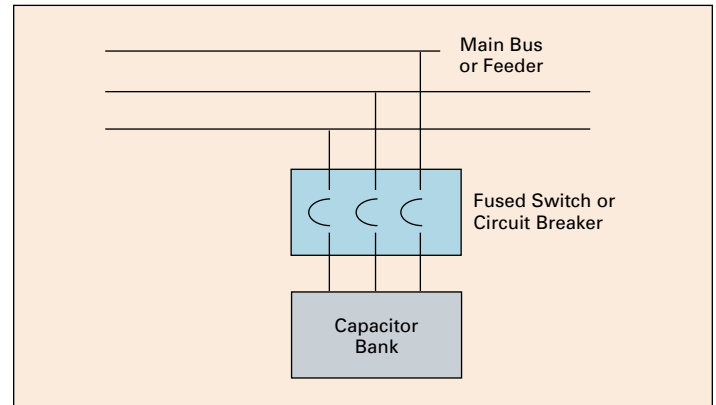 Main Bus
or Feeder
Fused Switch or
Circuit Breaker
Capacitor
Bank